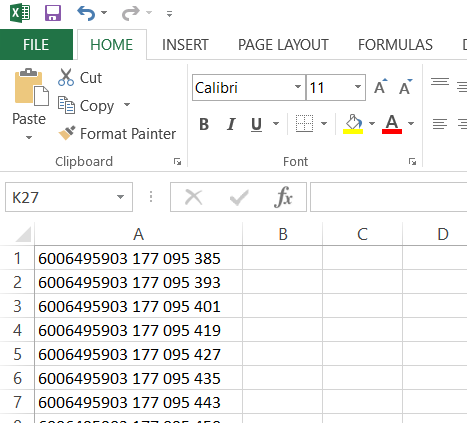 FILE HOME INSERT PAGE LAYOUT FORMULAS
Cut
Copy
Format Painter
Paste
Clipboard
Calibri 11
B I U A
Font
K27 fx
A B C D
1 6006495903 177 095 385
2 6006495903 177 095 393
3 6006495903 177 095 401
4 6006495903 177 095 419
5 6006495903 177 095 427
6 6006495903 177 095 435
7 6006495903 177 095 443